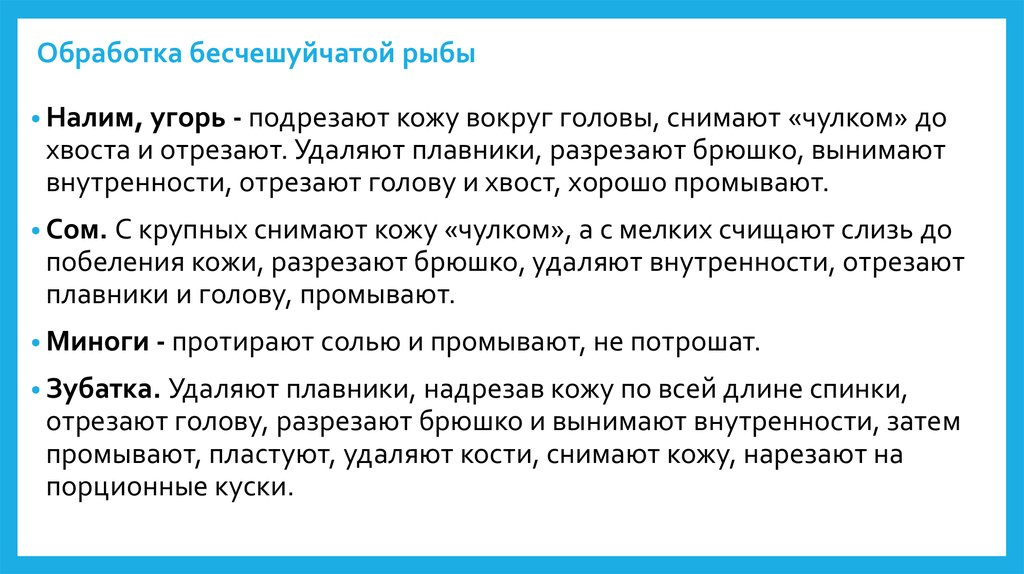 Обработка бесчешуйчатой рыбы
• Налим, угорь - подрезают кожу вокруг головы, снимают «чулком» до
хвоста и отрезают. Удаляют плавники, разрезают брюшко, вынимают
внутренности, отрезают голову и хвост, хорошо промывают.
• Сом. С крупных снимают кожу «чулком», а с мелких счищают слизь до
побеления кожи, разрезают брюшко, удаляют внутренности, отрезают
плавники и голову, промывают.
• Миноги - протирают солью и промывают, не потрошат.
• Зубатка. Удаляют плавники, надрезав кожу по всей длине спинки,
отрезают голову, разрезают брюшко и вынимают внутренности, затем
промывают, пластуют, удаляют кости, снимают кожу, нарезают на
порционные куски.